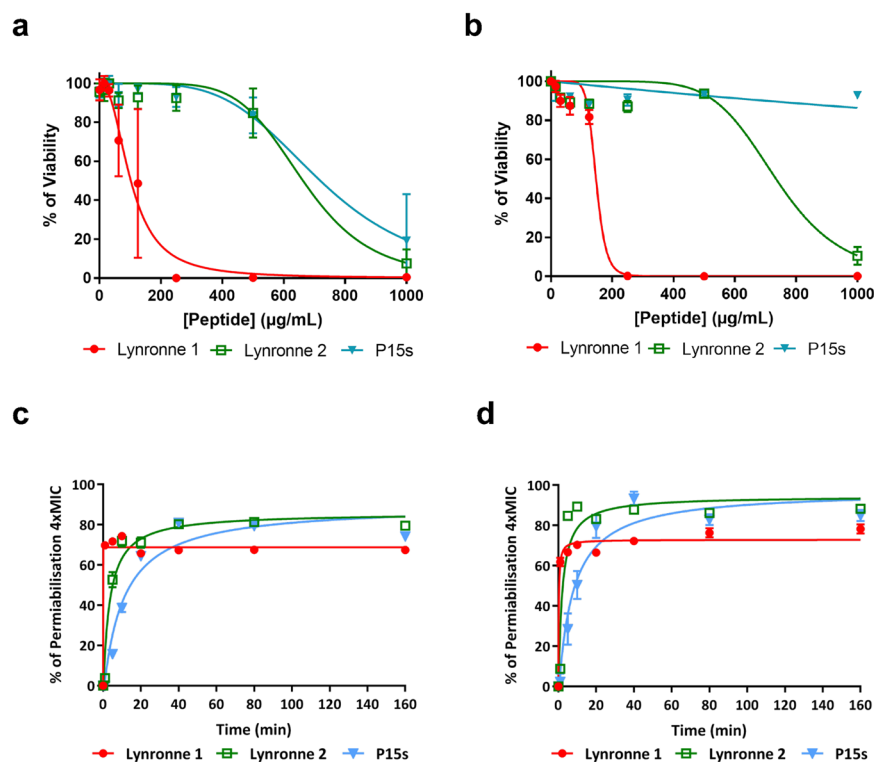 a
b
% of Viability
100
80
60
40
20
0
0 200 400 600 800 1000
[Peptide] (µg/mL)
Lynronne 1 Lynronne 2 P15s
% of Viability
100
80
60
40
20
0
0 200 400 600 800 1000
[Peptide] (µg/mL)
Lynronne 1 Lynronne 2 P15s
c
d
% of Permiabilisation 4xMIC
100
80
60
40
20
0
0 20 40 60 80 100 120 140 160
Time (min)
Lynronne 1 Lynronne 2 P15s
% of Permiabilisation 4xMIC
100
80
60
40
20
0
0 20 40 60 80 100 120 140 160
Time (min)
Lynronne 1 Lynronne 2 P15s